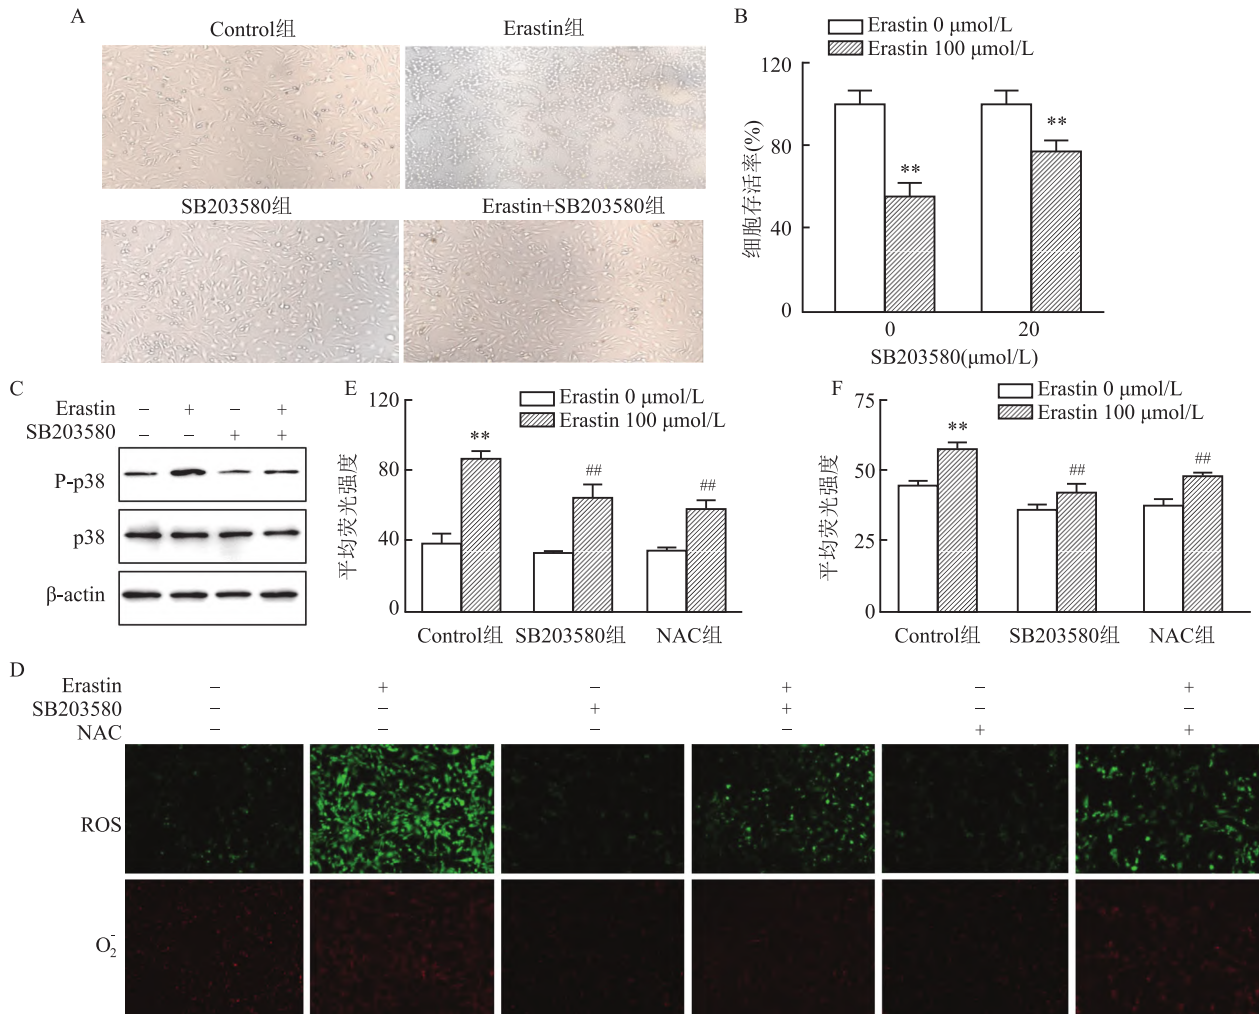 A
Control组
Erastin组
SB203580组
Erastin+SB203580组
B
Erastin 0 μmol/L
Erastin 100 μmol/L
细胞存活率(%)
120
80
40
0
**
**
0
20
SB203580(μmol/L)
C
Erastin − + − +
SB203580 − − + +
P-p38
p38
β-actin
E
Erastin 0 μmol/L
Erastin 100 μmol/L
平均荧光强度
120
80
40
0
**
##
##
Control组
SB203580组
NAC组
F
Erastin 0 μmol/L
Erastin 100 μmol/L
平均荧光强度
75
50
25
0
**
##
##
Control组
SB203580组
NAC组
D
Erastin − + − + − +
SB203580 − − + + − −
NAC − − − − + +
ROS
O₂⁻